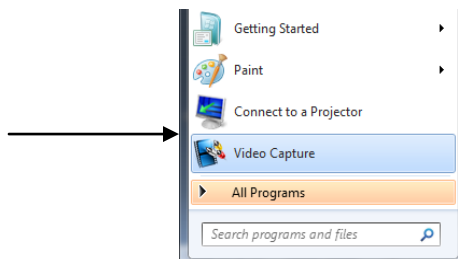 Getting Started
Paint
Connect to a Projector
Video Capture
All Programs
Search programs and files